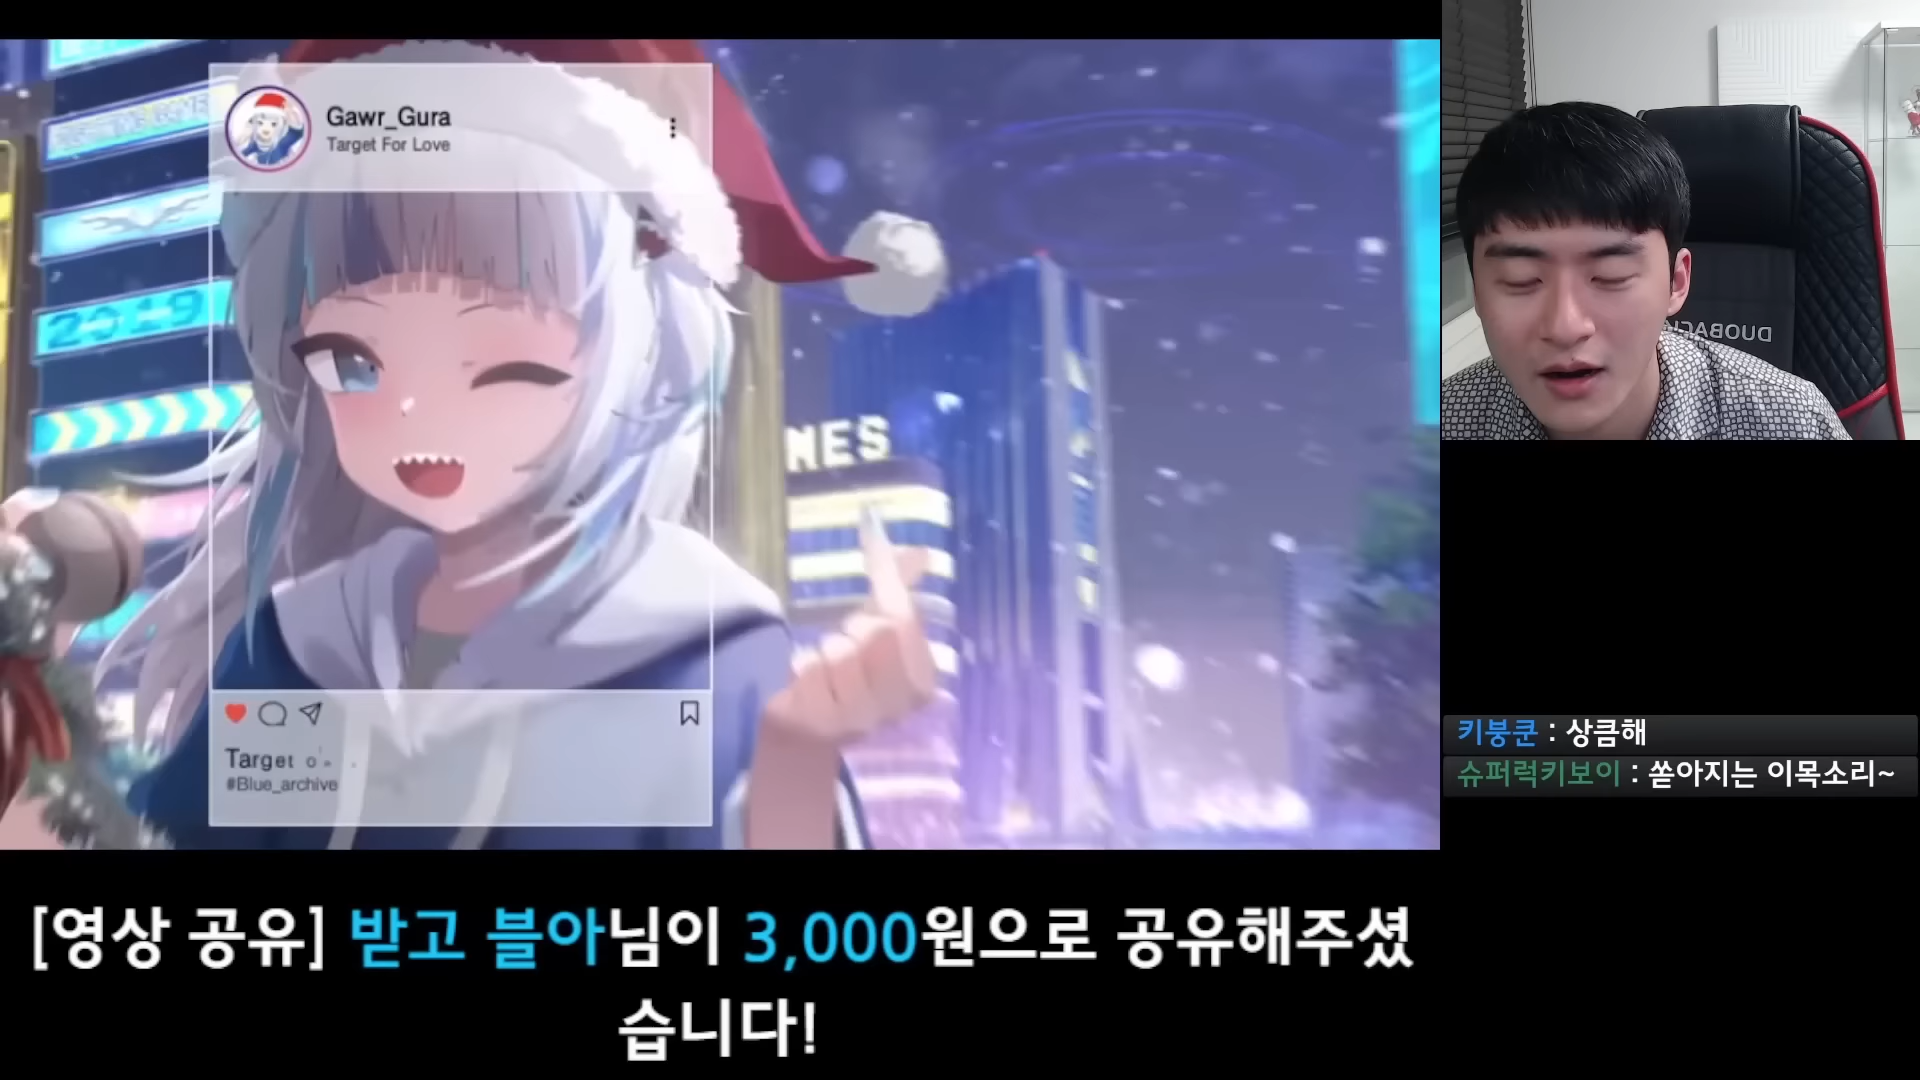 Gawr_Gura
Target For Love
2019
MES
Target
#Blue_archive
DUOBACK
키붕쿤 : 상큼해
슈퍼럭키보이 : 쏟아지는 이목소리~
[영상 공유] 받고 블아님이 3,000원으로 공유해주셨
습니다!